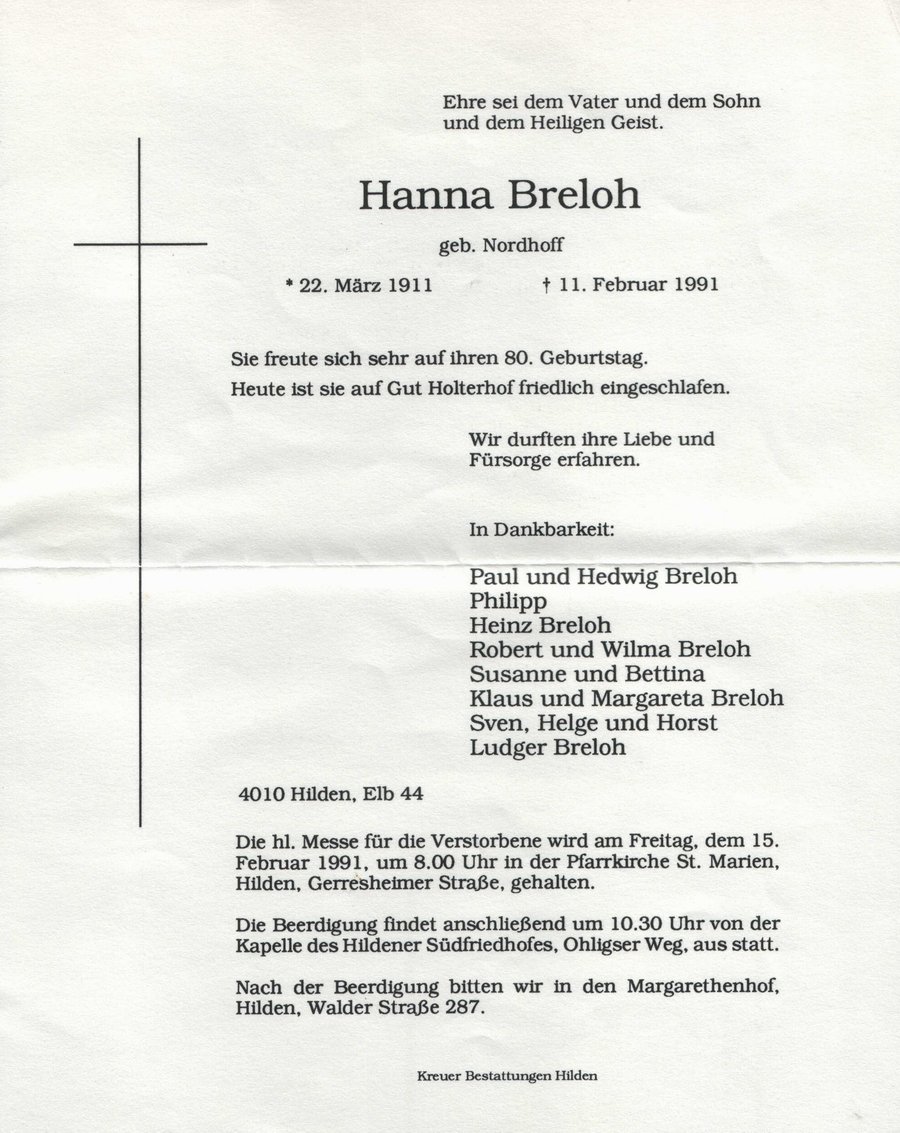 Ehre sei dem Vater und dem Sohn
und dem Heiligen Geist.
Hanna Breloh
geb. Nordhoff
* 22. März 1911 † 11. Februar 1991
Sie freute sich sehr auf ihren 80. Geburtstag.
Heute ist sie auf Gut Holterhof friedlich eingeschlafen.
Wir durften ihre Liebe und
Fürsorge erfahren.
In Dankbarkeit:
Paul und Hedwig Breloh
Philipp
Heinz Breloh
Robert und Wilma Breloh
Susanne und Bettina
Klaus und Margareta Breloh
Sven, Helge und Horst
Ludger Breloh
4010 Hilden, Elb 44
Die hl. Messe für die Verstorbene wird am Freitag, dem 15.
Februar 1991, um 8.00 Uhr in der Pfarrkirche St. Marien,
Hilden, Gerresheimer Straße, gehalten.
Die Beerdigung findet anschließend um 10.30 Uhr von der
Kapelle des Hildener Südfriedhofes, Ohligser Weg, aus statt.
Nach der Beerdigung bitten wir in den Margarethenhof,
Hilden, Walder Straße 287.
Kreuer Bestattungen Hilden